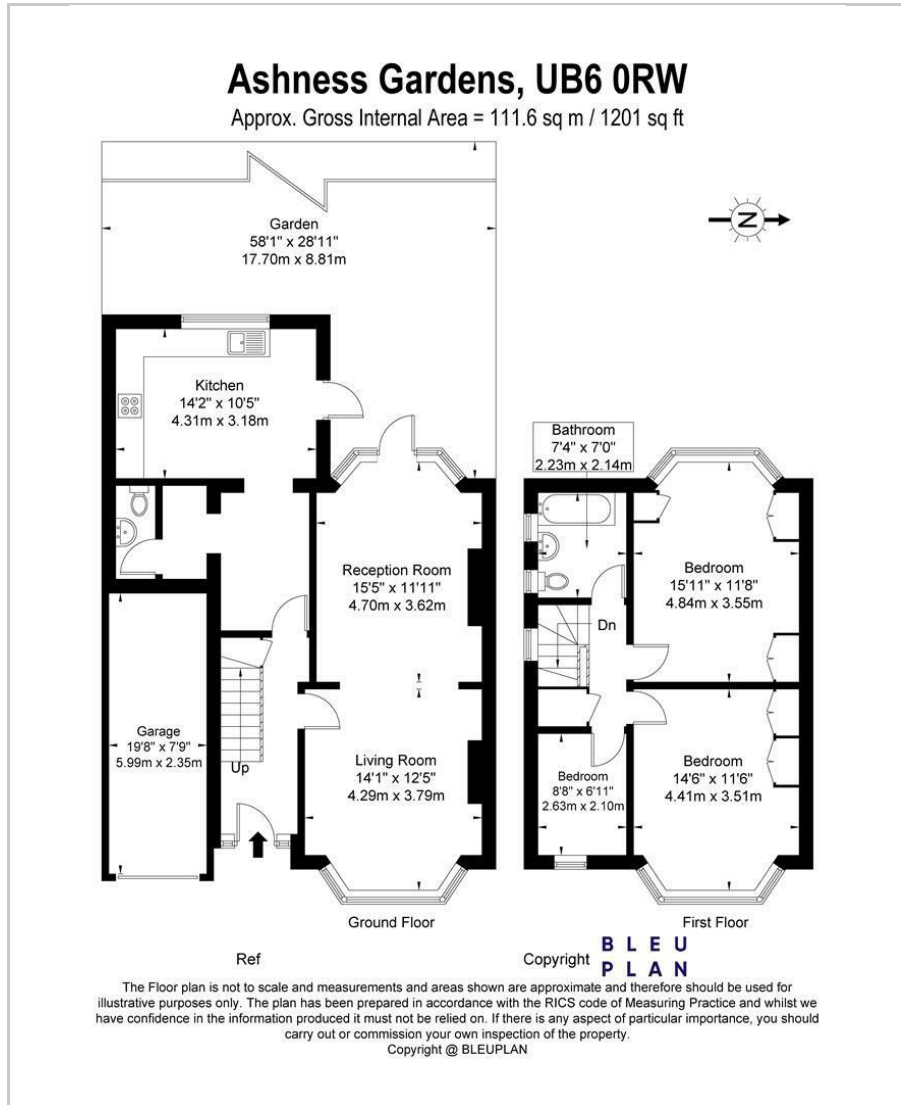 Ashness Gardens, UB6 0RW
Approx. Gross Internal Area = 111.6 sq m / 1201 sq ft
Garden
58'1" x 28'11"
17.70m x 8.81m
N
Kitchen
14'2" x 10'5"
4.31m x 3.18m
Reception Room
15'5" x 11'11"
4.70m x 3.62m
Garage
19'8" x 7'9"
5.99m x 2.35m
Up
Living Room
14'1" x 12'5"
4.29m x 3.79m
Ground Floor
Bathroom
7'4" x 7'0"
2.23m x 2.14m
Bedroom
15'11" x 11'8"
4.84m x 3.55m
Dn
Bedroom
8'8" x 6'11"
2.63m x 2.10m
Bedroom
14'6" x 11'6"
4.41m x 3.51m
First Floor
Ref
Copyright
BLEU
PLAN
The Floor plan is not to scale and measurements and areas shown are approximate and therefore should be used for
illustrative purposes only. The plan has been prepared in accordance with the RICS code of Measuring Practice and whilst we
have confidence in the information produced it must not be relied on. If there is any aspect of particular importance, you should
carry out or commission your own inspection of the property.
Copyright @ BLEUPLAN